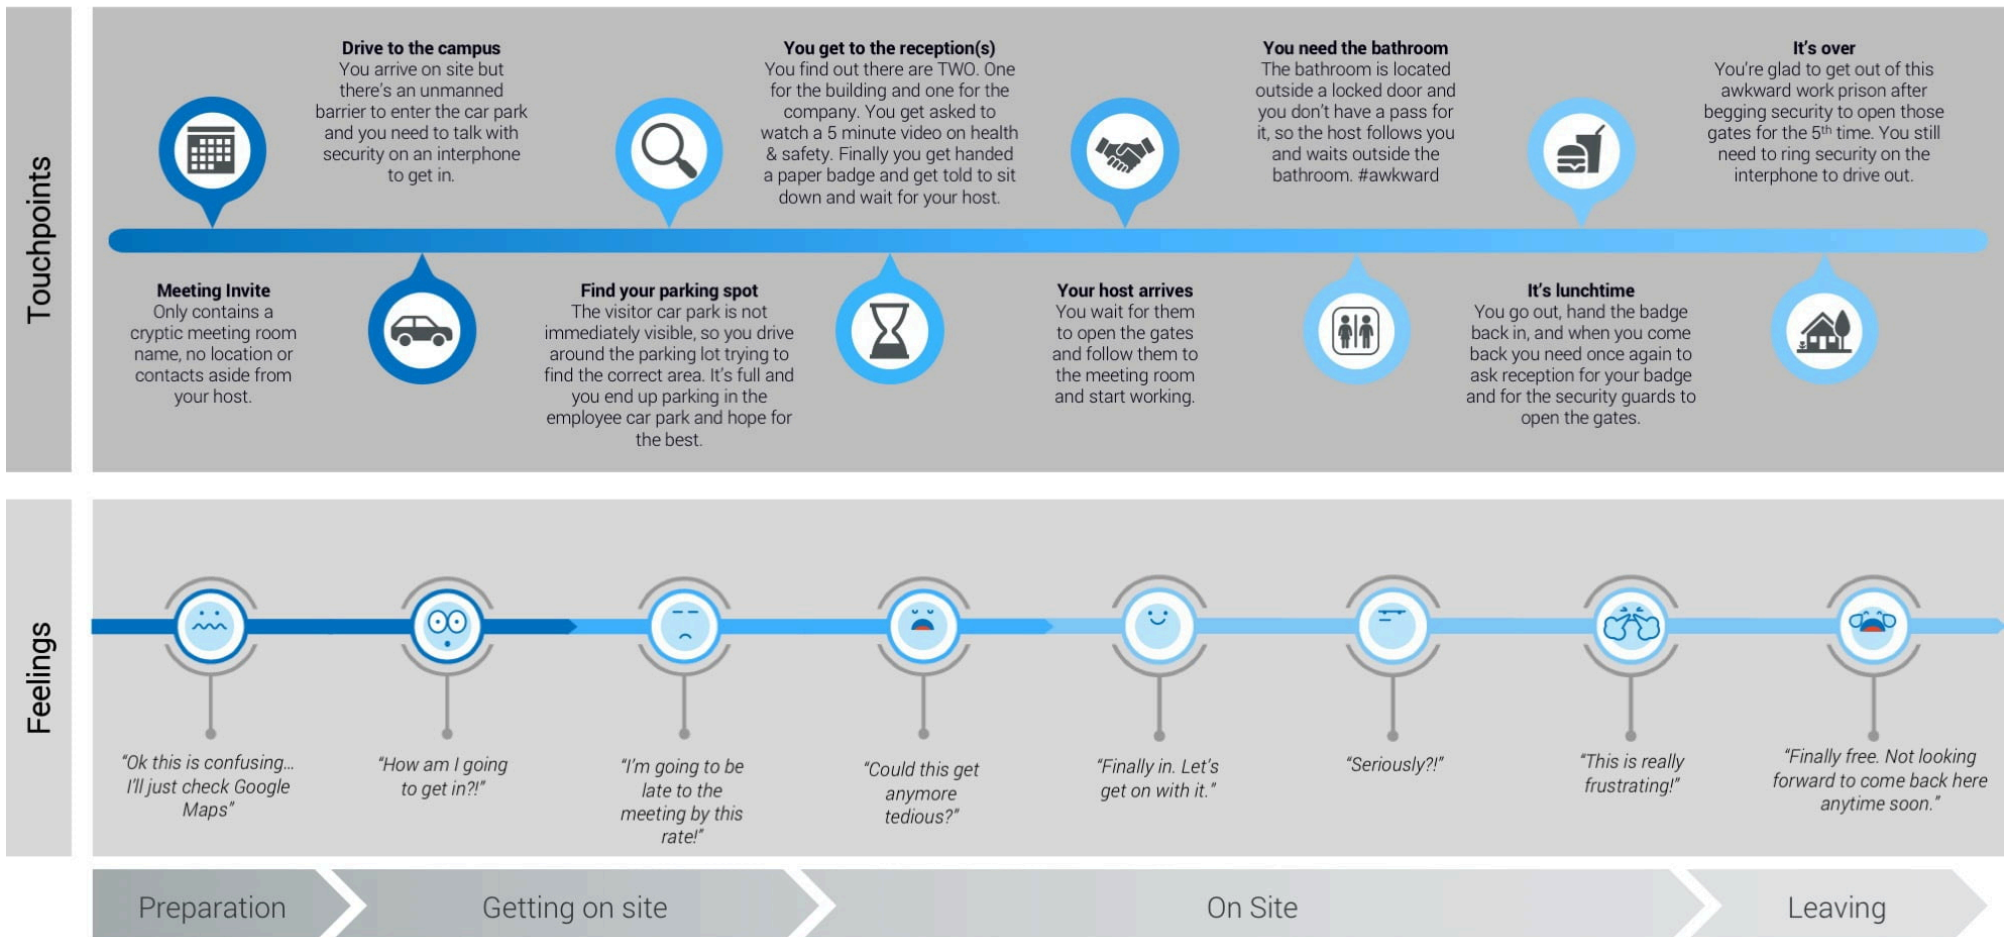 Touchpoints
Drive to the campus
You arrive on site but
there's an unmanned
barrier to enter the car park
and you need to talk with
security on an interphone
to get in.
You get to the reception(s)
You find out there are TWO. One
for the building and one for the
company. You get asked to
watch a 5 minute video on health
& safety. Finally you get handed
a paper badge and get told to sit
down and wait for your host.
You need the bathroom
The bathroom is located
outside a locked door and
you don't have a pass for
it, so the host follows you
and waits outside the
bathroom. #awkward
It's over
You're glad to get out of this
awkward work prison after
begging security to open those
gates for the 5th time. You still
need to ring security on the
interphone to drive out.
Meeting Invite
Only contains a
cryptic meeting room
name, no location or
contacts aside from
your host.
Find your parking spot
The visitor car park is not
immediately visible, so you drive
around the parking lot trying to
find the correct area. It's full and
you end up parking in the
employee car park and hope for
the best.
Your host arrives
You wait for them
to open the gates
and follow them to
the meeting room
and start working.
It's lunchtime
You go out, hand the badge
back in, and when you come
back you need once again to
ask reception for your badge
and for the security guards to
open the gates.
Feelings
"Ok this is confusing...
I'll just check Google
Maps"
"How am I going
to get in?!"
"I'm going to be
late to the
meeting by this
rate!"
"Could this get
anymore
tedious?"
"Finally in. Let's
get on with it."
"Seriously?!"
"This is really
frustrating!"
"Finally free. Not looking
forward to come back here
anytime soon."
Preparation
Getting on site
On Site
Leaving